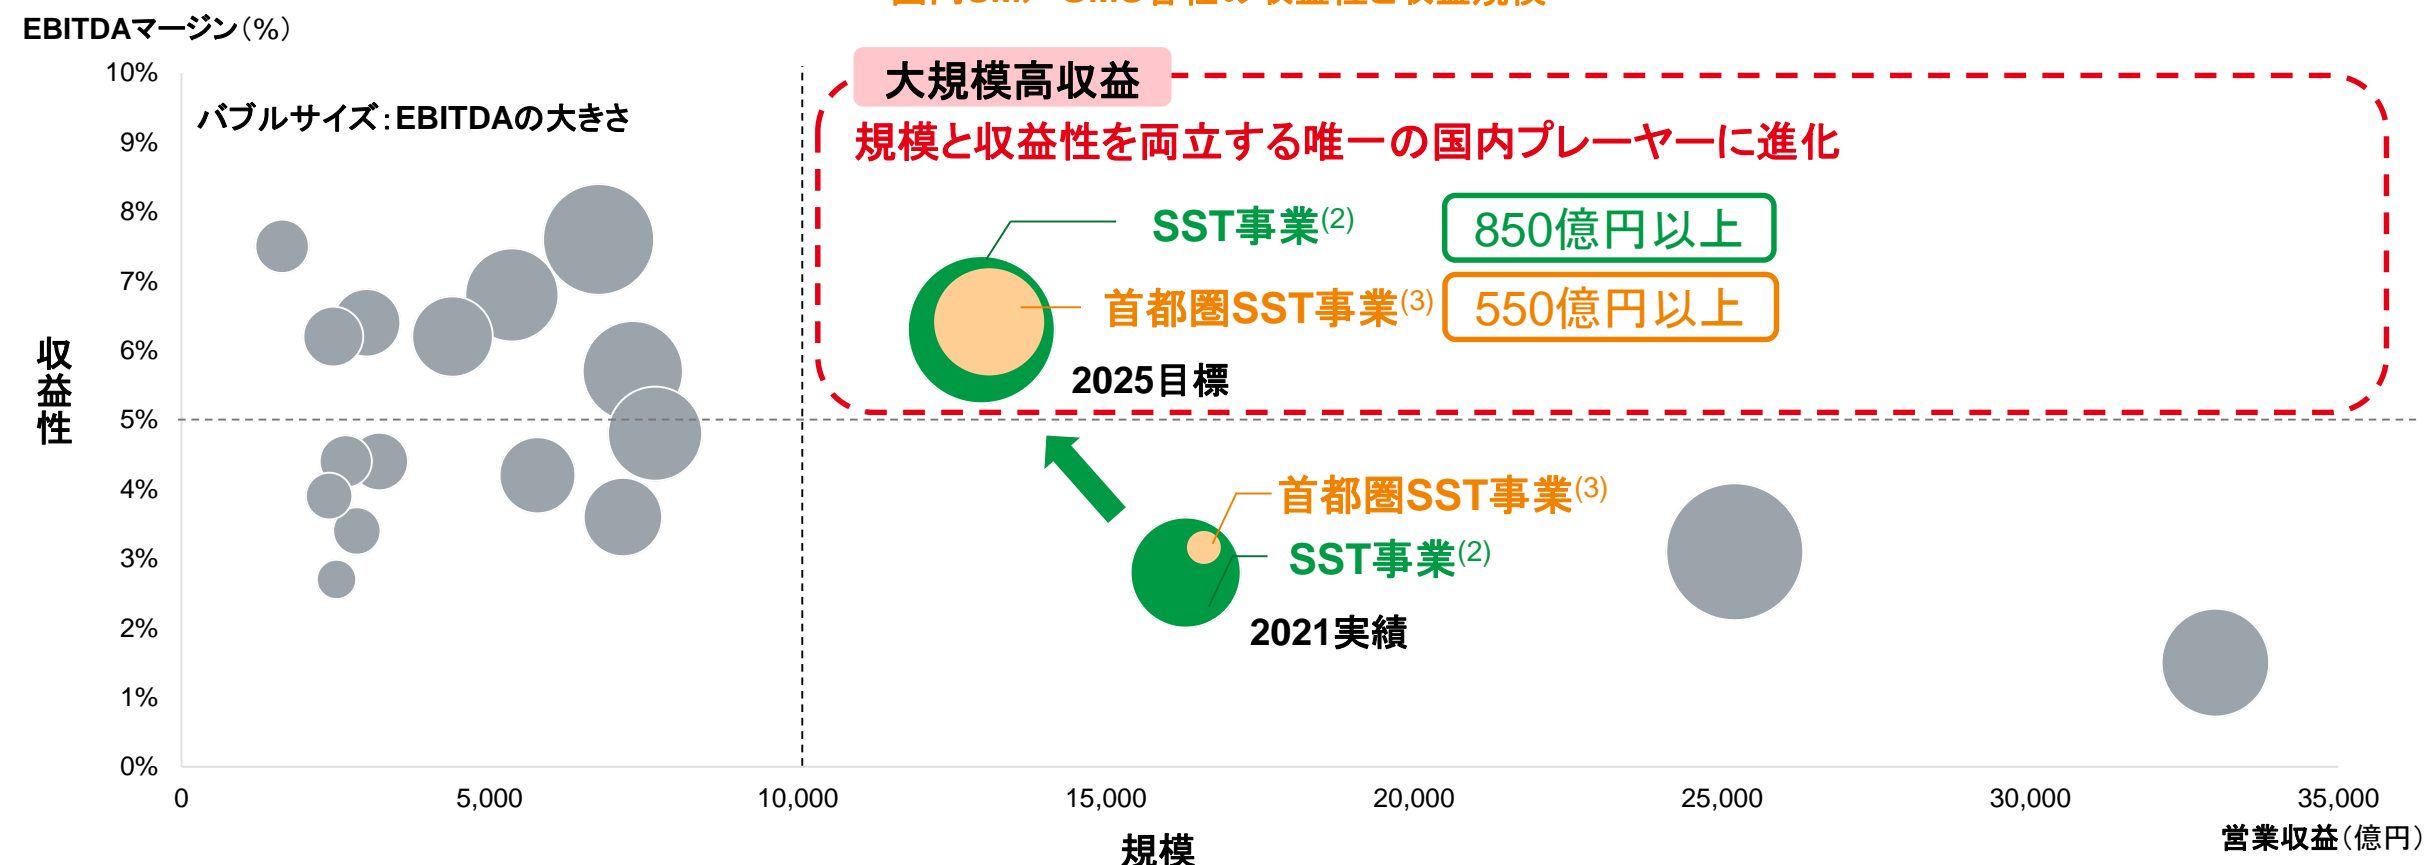 EBITDAマージン（%）
大規模高収益
バブルサイズ：EBITDAの大きさ
規模と収益性を両立する唯一の国内プレーヤーに進化
SST事業(2)
850億円以上
首都圏SST事業(3)
550億円以上
2025目標
首都圏SST事業(3)
SST事業(2)
2021実績
収益性
10%
9%
8%
7%
6%
5%
4%
3%
2%
1%
0%
0
5,000
10,000
15,000
20,000
25,000
30,000
35,000
規模
営業収益（億円）